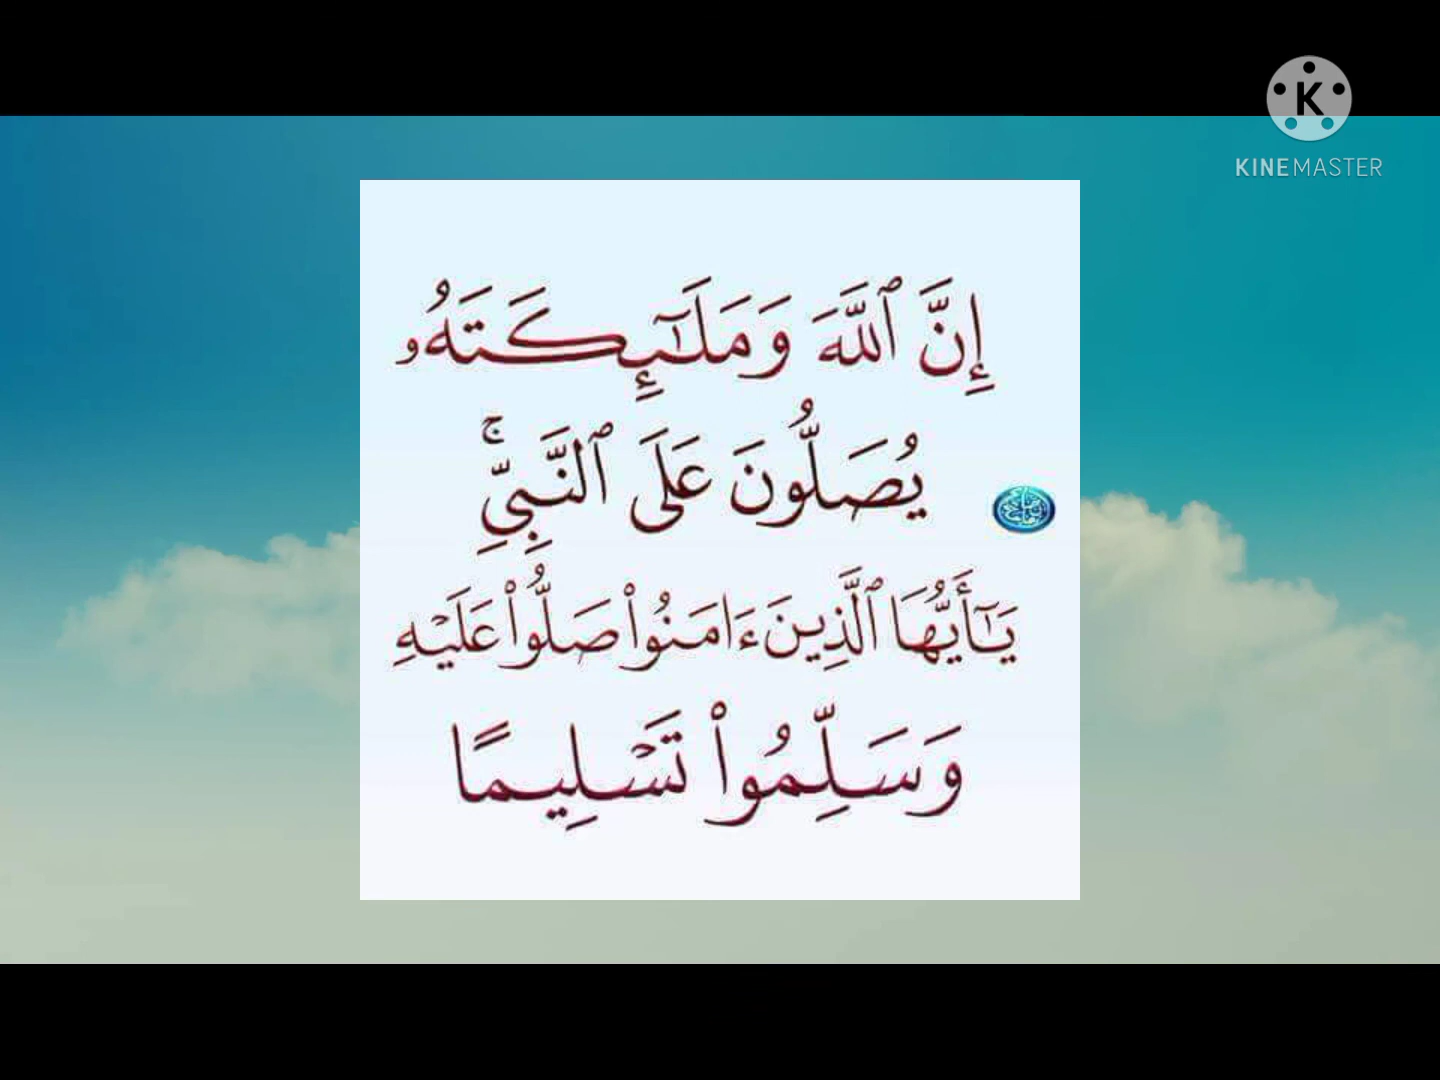 K
KINEMASTER
إِنَّ ٱللَّهَ وَمَلَـٰٓئِكَتَهُۥ
يُصَلُّونَ عَلَى ٱلنَّبِىِّۚ
يَـٰٓأَيُّهَا ٱلَّذِينَ ءَامَنُوا۟ صَلُّوا۟ عَلَيْهِ
وَسَلِّمُوا۟ تَسْلِيمًا